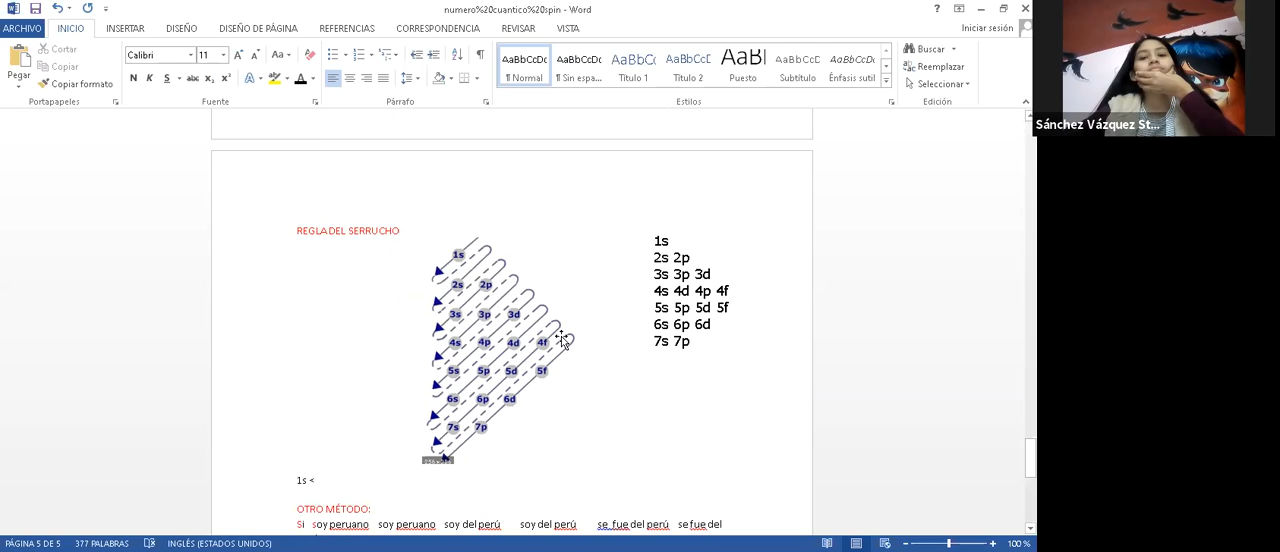 numero%20cuantico%20spin - Word
?
ARCHIVO INICIO INSERTAR DISEÑO DISEÑO DE PÁGINA REFERENCIAS CORRESPONDENCIA REVISAR VISTA Iniciar sesión
Pegar
Cortar
Copiar
Copiar formato
Portapapeles
Calibri 11 A A Aa
N K S abc x₂ x² A A
Fuente
Párrafo
AaBbCcDc AaBbCcDc AaBbCc AaBbCcD AaBl AaBbCcD AaBbCcDc
¶ Normal ¶ Sin espa... Título 1 Título 2 Puesto Subtítulo Énfasis sutil
Estilos
Buscar
Reemplazar
Seleccionar
Edición
Sánchez Vázquez St...
REGLA DEL SERRUCHO
1s
2s 2p
3s 3p 3d
4s 4p 4d 4f
5s 5p 5d 5f
6s 6p 6d
7s 7p
1s
2s 2p
3s 3p 3d
4s 4d 4p 4f
5s 5p 5d 5f
6s 6p 6d
7s 7p
1s <
OTRO MÉTODO:
Si soy peruano soy peruano soy del perú soy del perú se fue del perú se fue del
PÁGINA 5 DE 5 377 PALABRAS INGLÉS (ESTADOS UNIDOS) 100 %